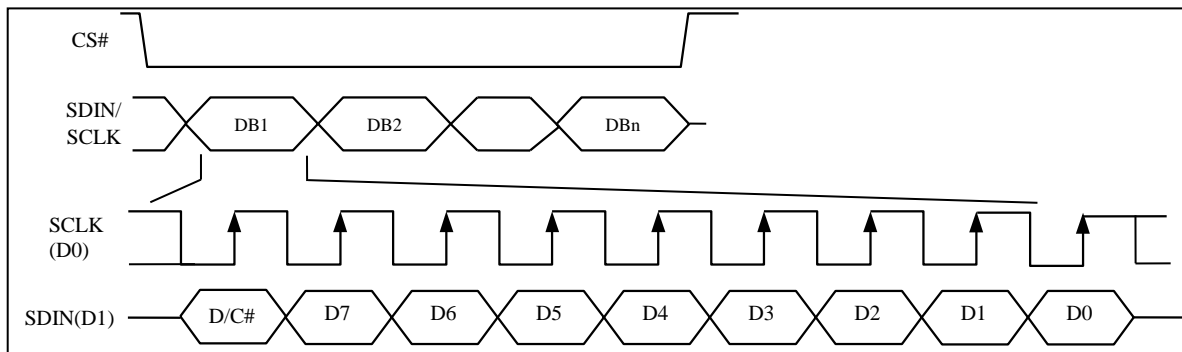 CS#
SDIN/
SCLK
DB1 DB2 DBn
SCLK
(D0)
SDIN(D1)
D/C# D7 D6 D5 D4 D3 D2 D1 D0